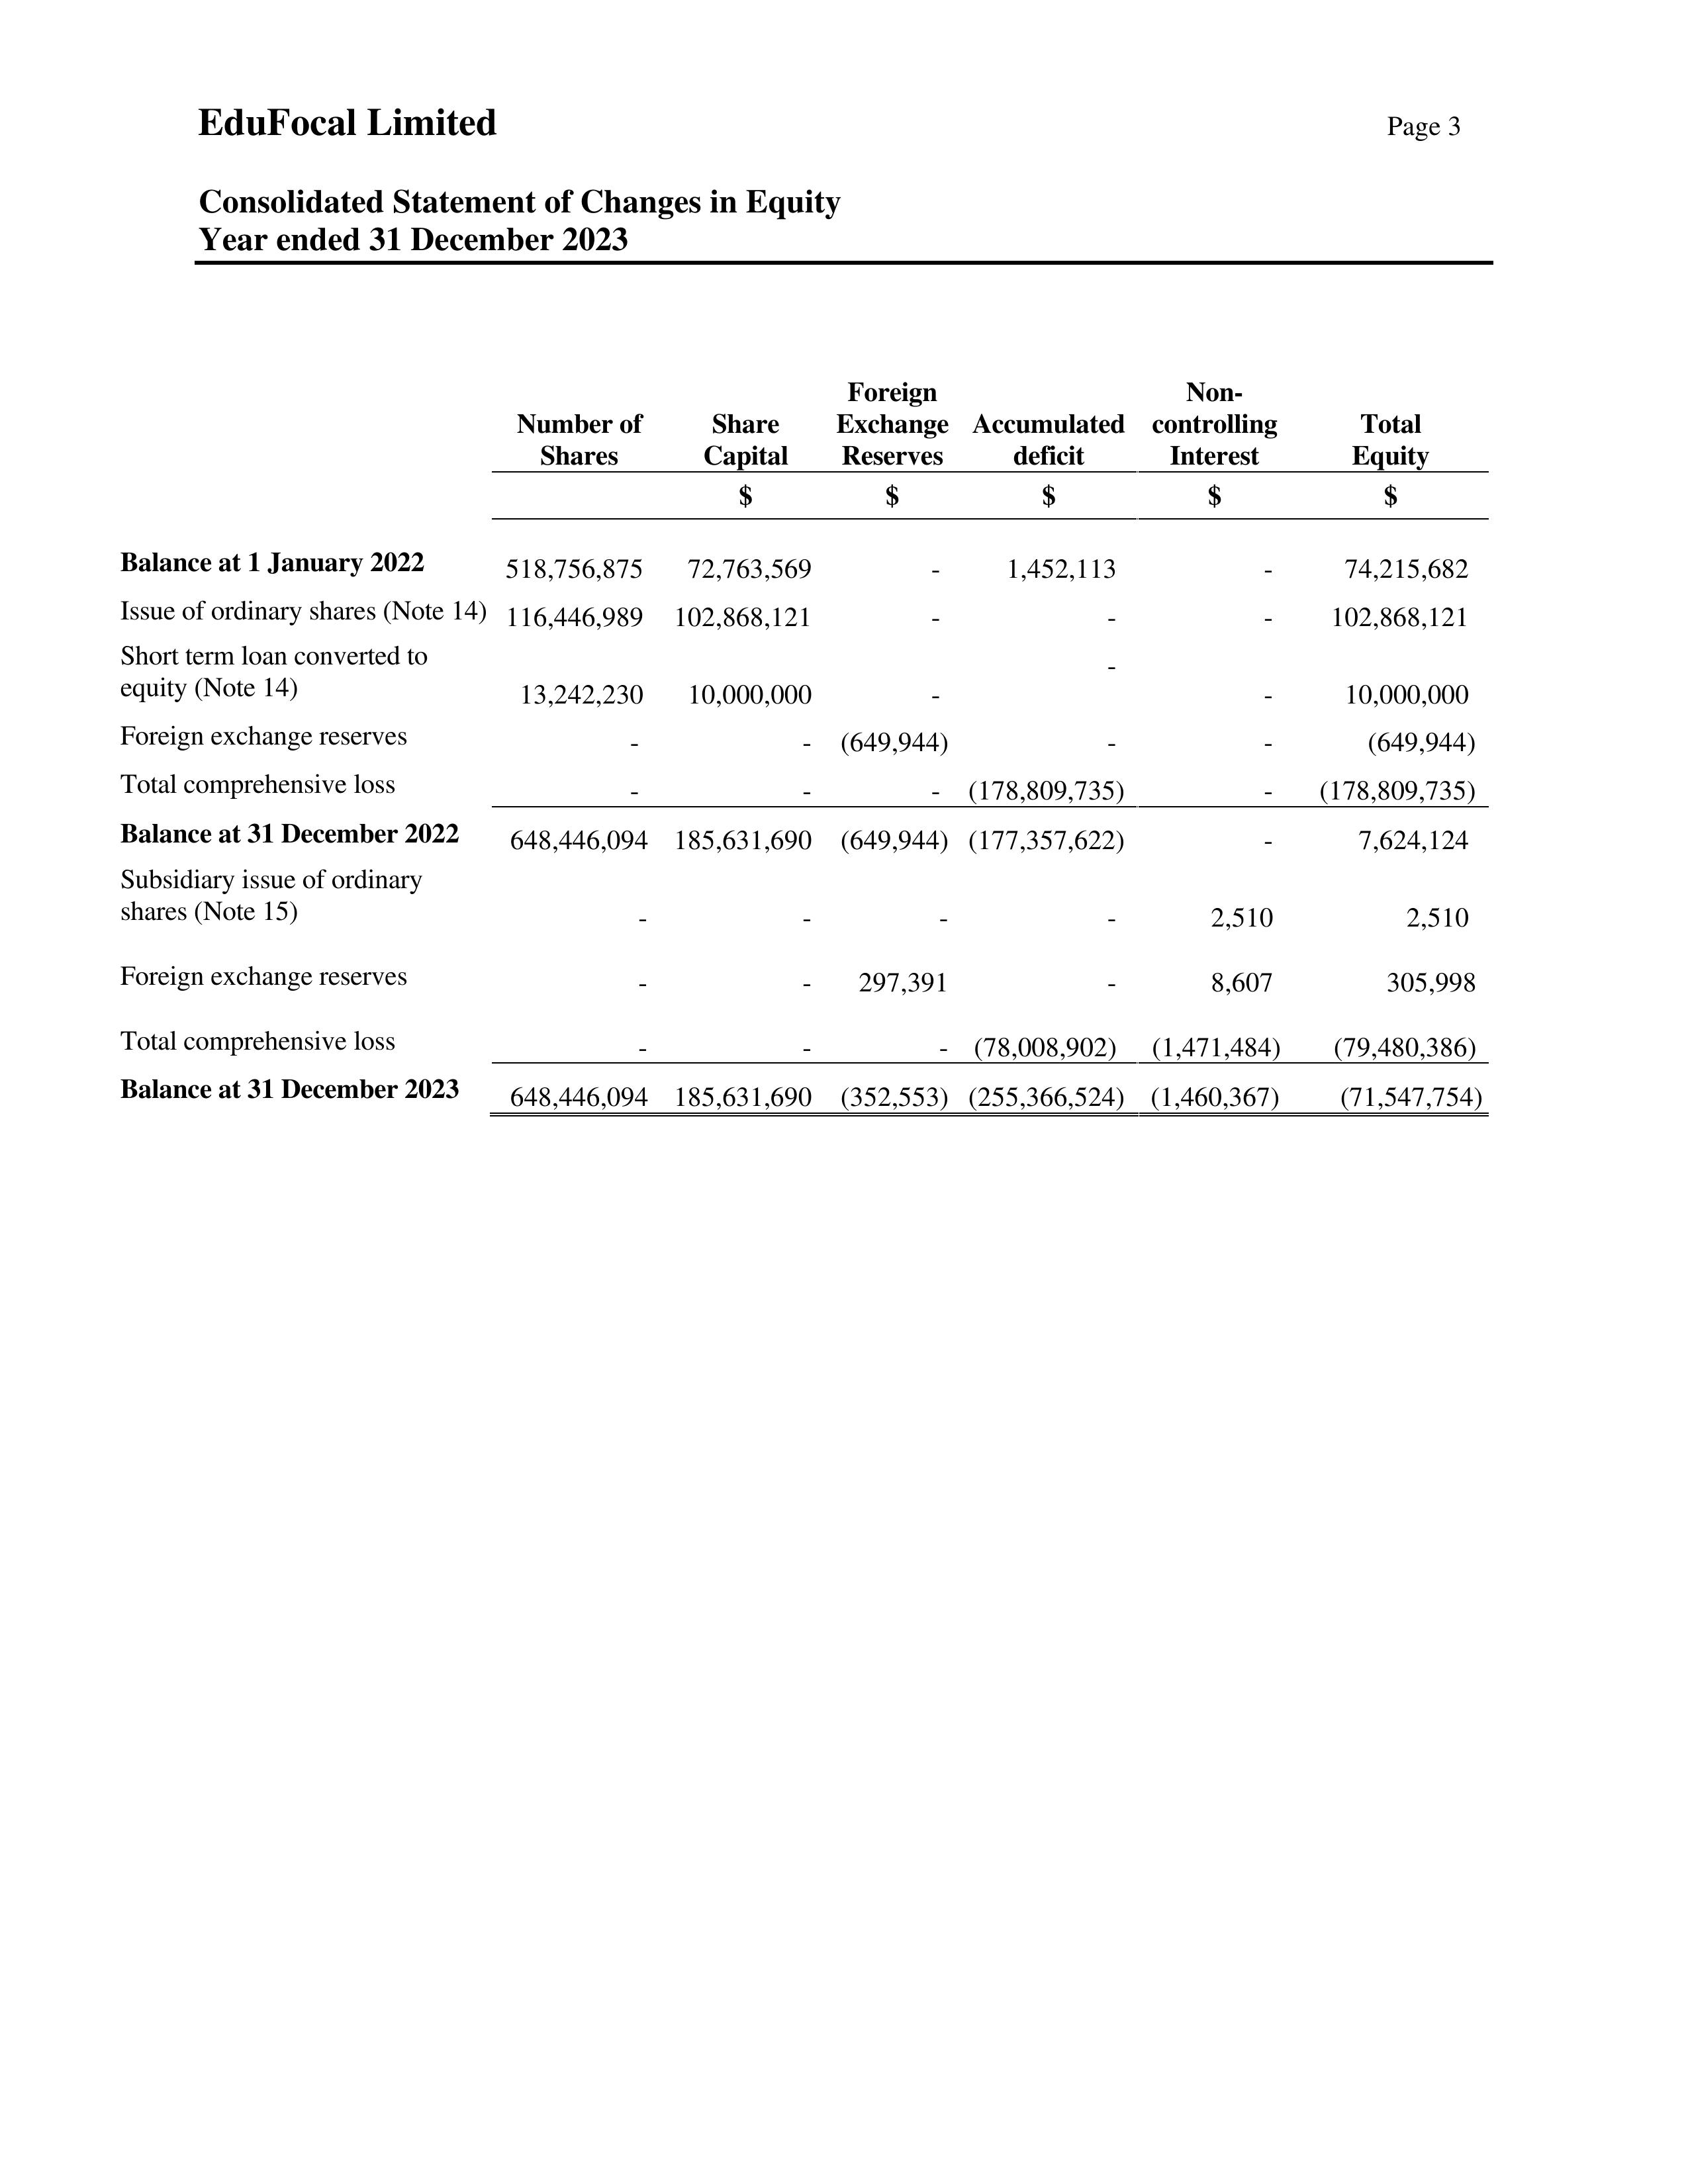 EduFocal Limited Page 3
Consolidated Statement of Changes in Equity
Year ended 31 December 2023
Foreign Non-
Number of Share Exchange Accumulated controlling Total
Shares Capital Reserves deficit Interest Equity
$ $ $ $ $
Balance at 1 January 2022 518,756,875 72,763,569 - 1,452,113 - 74,215,682
Issue of ordinary shares (Note 14) 116,446,989 102,868,121 - - - 102,868,121
Short term loan converted to
equity (Note 14) 13,242,230 10,000,000 - - - 10,000,000
Foreign exchange reserves - - (649,944) - - (649,944)
Total comprehensive loss - - - (178,809,735) - (178,809,735)
Balance at 31 December 2022 648,446,094 185,631,690 (649,944) (177,357,622) - 7,624,124
Subsidiary issue of ordinary
shares (Note 15) - - - - 2,510 2,510
Foreign exchange reserves - - 297,391 - 8,607 305,998
Total comprehensive loss - - - (78,008,902) (1,471,484) (79,480,386)
Balance at 31 December 2023 648,446,094 185,631,690 (352,553) (255,366,524) (1,460,367) (71,547,754)